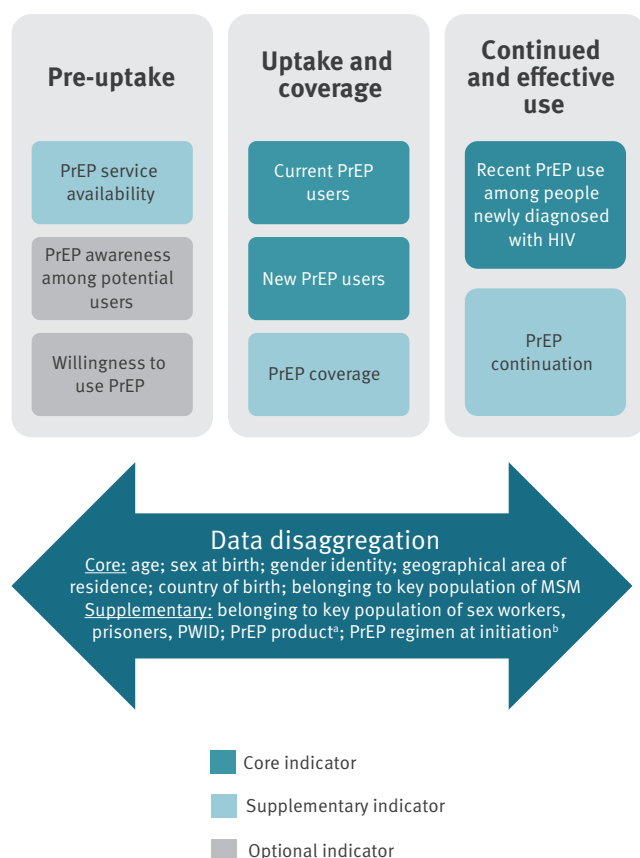 Pre-uptake
PrEP service
availability
PrEP awareness
among potential
users
Willingness to
use PrEP
Uptake and
coverage
Current PrEP
users
New PrEP users
PrEP coverage
Continued
and effective
use
Recent PrEP use
among people
newly diagnosed
with HIV
PrEP
continuation
Data disaggregation
Core: age; sex at birth; gender identity; geographical area of
residence; country of birth; belonging to key population of MSM
Supplementary: belonging to key population of sex workers,
prisoners, PWID; PrEP productᵃ; PrEP regimen at initiationᵇ
Core indicator
Supplementary indicator
Optional indicator